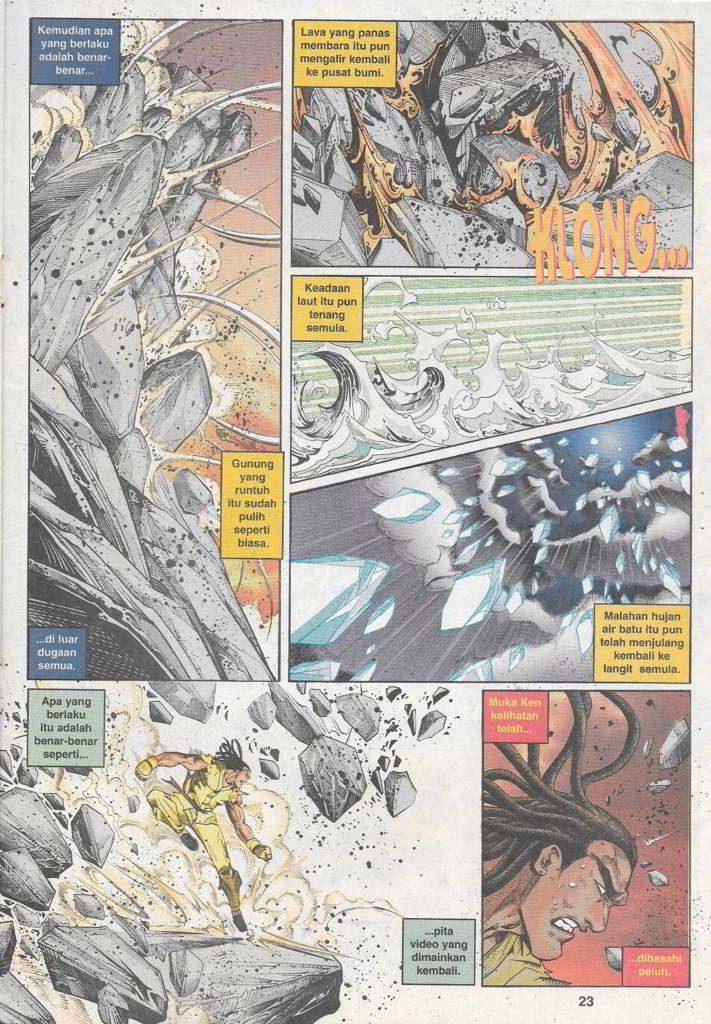 Kemudian apa
yang berlaku
adalah benar-
benar...
Gunung
yang
runtuh
itu sudah
pulih
seperti
biasa.
...di luar
dugaan
semua.
Lava yang panas
membara itu pun
mengalir kembali
ke pusat bumi.
KLONG...
Keadaan
laut itu pun
tenang
semula.
Malahan hujan
air batu itu pun
telah menjulang
kembali ke
langit semula.
Apa yang
berlaku
itu adalah
benar-benar
seperti...
...pita
video yang
dimainkan
kembali.
Muka Ken
kelihatan
telah...
...dibasahi
peluh.
23